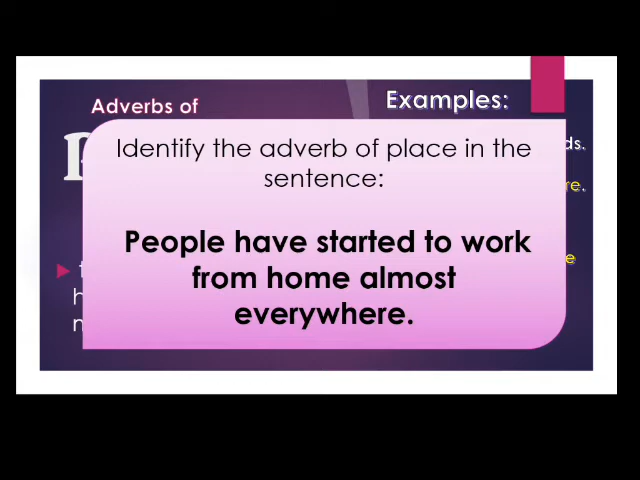 Adverbs of
Examples:
Identify the adverb of place in the
sentence:
People have started to work
from home almost
everywhere.